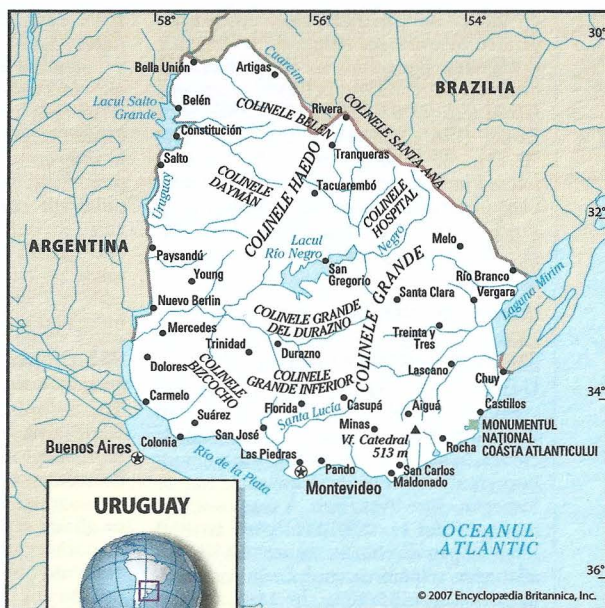 58°
56°
54°
30°
Bella Unión
Artigas
Cuareim
BRAZILIA
Lacul Salto
Grande
Belén
COLINELE BELÉN
Rivera
COLINELE SANTA ANA
Constitución
Tranqueras
Salto
COLINELE
DAYMÁN
COLINELE HAEDO
Tacuarembó
COLINELE
HOSPITAL
Uruguay
32°
ARGENTINA
Negro
Melo
Paysandú
Lacul
Río Negro
Young
San
Gregorio
COLINELE GRANDE
Río Branco
Laguna Mirim
Santa Clara
Vergara
Nuevo Berlin
COLINELE GRANDE
DEL DURAZNO
Mercedes
Treinta y
Tres
Trinidad
Durazno
Dolores
COLINELE
BIZCOCHO
Lascano
Chuy
34°
COLINELE
GRANDE INFERIOR
Carmelo
Florida
Casupá
Aiguá
Castillos
Suárez
Santa Lucía
Minas
MONUMENTUL
NAȚIONAL
COASTA ATLANTICULUI
Colonia
San José
Vf. Catedral
513 m
Rocha
Buenos Aires
Las Piedras
Pando
San Carlos
Maldonado
Río de la Plata
Montevideo
URUGUAY
OCEANUL
ATLANTIC
36°
© 2007 Encyclopædia Britannica, Inc.